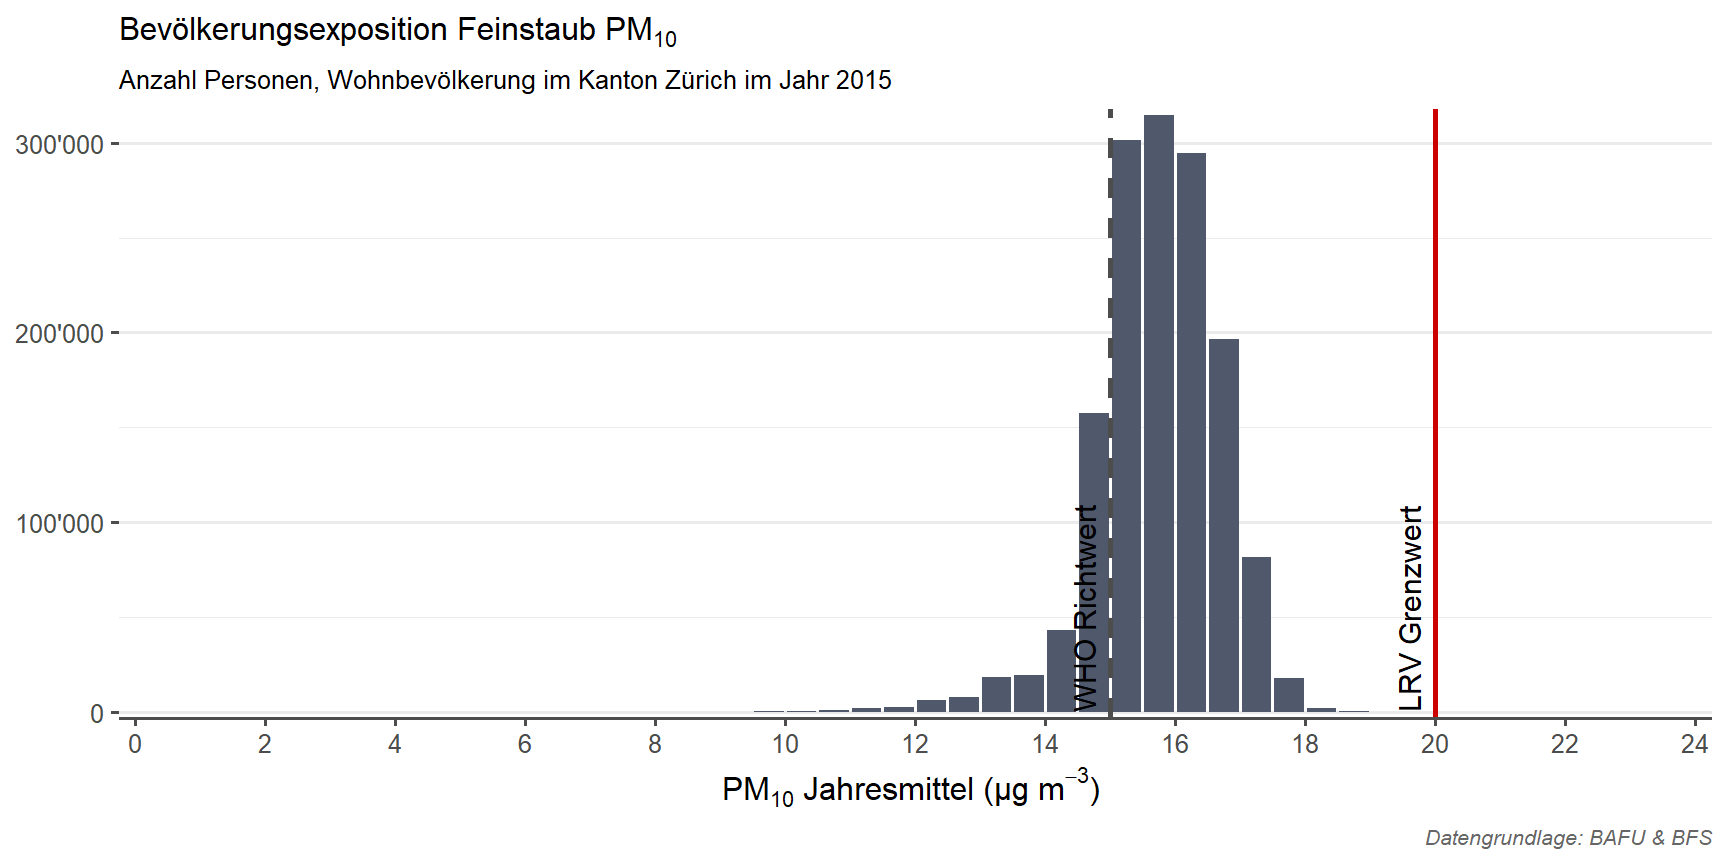 Bevölkerungsexposition Feinstaub PM₁₀
Anzahl Personen, Wohnbevölkerung im Kanton Zürich im Jahr 2015
300'000
200'000
100'000
0
WHO Richtwert
LRV Grenzwert
0 2 4 6 8 10 12 14 16 18 20 22 24
PM₁₀ Jahresmittel (µg m⁻³)
Datengrundlage: BAFU & BFS